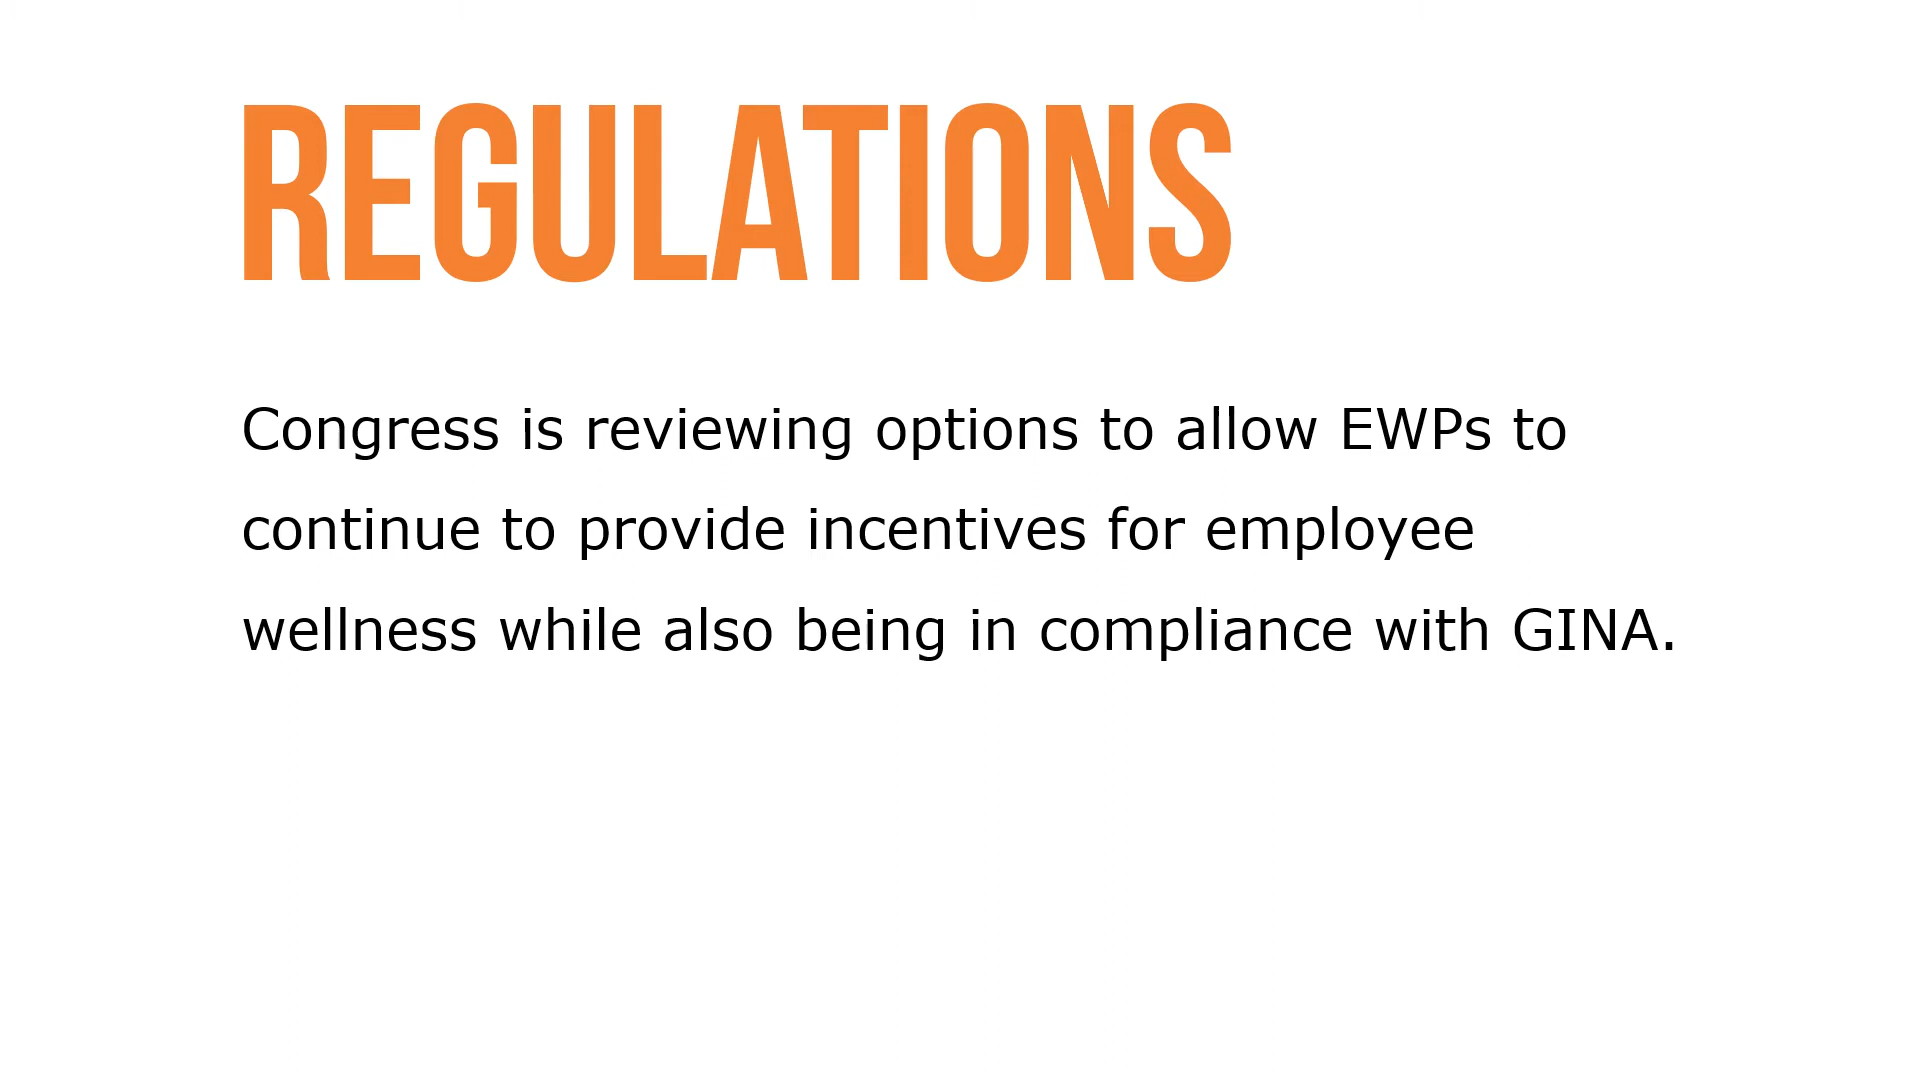 REGULATIONS
Congress is reviewing options to allow EWPs to
continue to provide incentives for employee
wellness while also being in compliance with GINA.